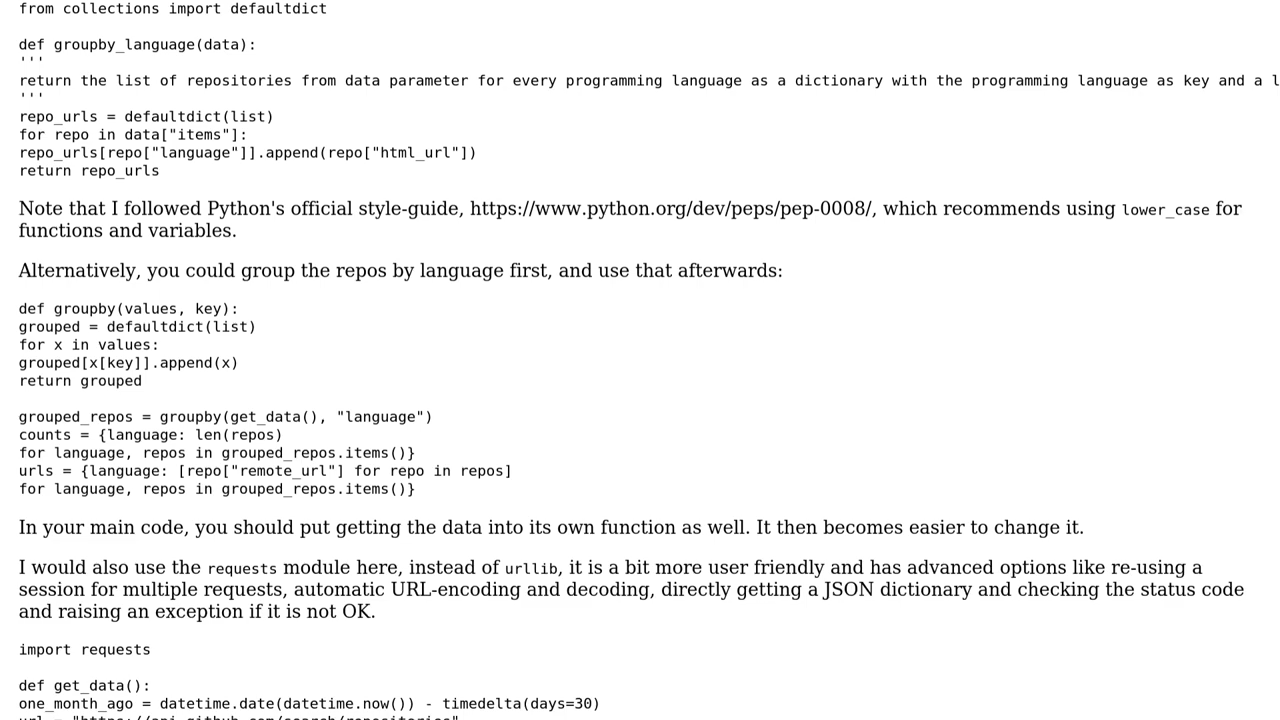 from collections import defaultdict
def groupby_language(data):
'''
return the list of repositories from data parameter for every programming language as a dictionary with the programming language as key and a l
'''
repo_urls = defaultdict(list)
for repo in data["items"]:
repo_urls[repo["language"]].append(repo["html_url"])
return repo_urls
Note that I followed Python's official style-guide, https://www.python.org/dev/peps/pep-0008/, which recommends using lower_case for
functions and variables.
Alternatively, you could group the repos by language first, and use that afterwards:
def groupby(values, key):
grouped = defaultdict(list)
for x in values:
grouped[x[key]].append(x)
return grouped
grouped_repos = groupby(get_data(), "language")
counts = {language: len(repos)
for language, repos in grouped_repos.items()}
urls = {language: [repo["remote_url"] for repo in repos]
for language, repos in grouped_repos.items()}
In your main code, you should put getting the data into its own function as well. It then becomes easier to change it.
I would also use the requests module here, instead of urllib, it is a bit more user friendly and has advanced options like re-using a
session for multiple requests, automatic URL-encoding and decoding, directly getting a JSON dictionary and checking the status code
and raising an exception if it is not OK.
import requests
def get_data():
one_month_ago = datetime.date(datetime.now()) - timedelta(days=30)
url = "https://api.github.com/search/repositories"